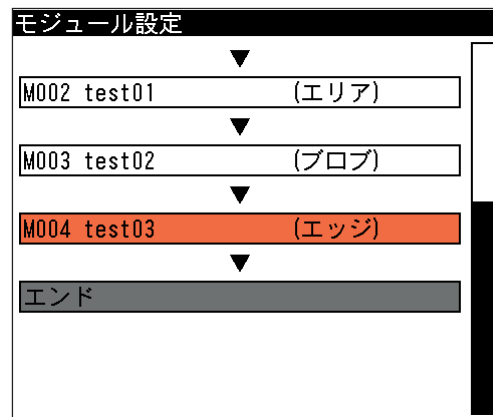 モジュール設定
▼
M002 test01 (エリア)
▼
M003 test02 (ブロブ)
▼
M004 test03 (エッジ)
▼
エンド